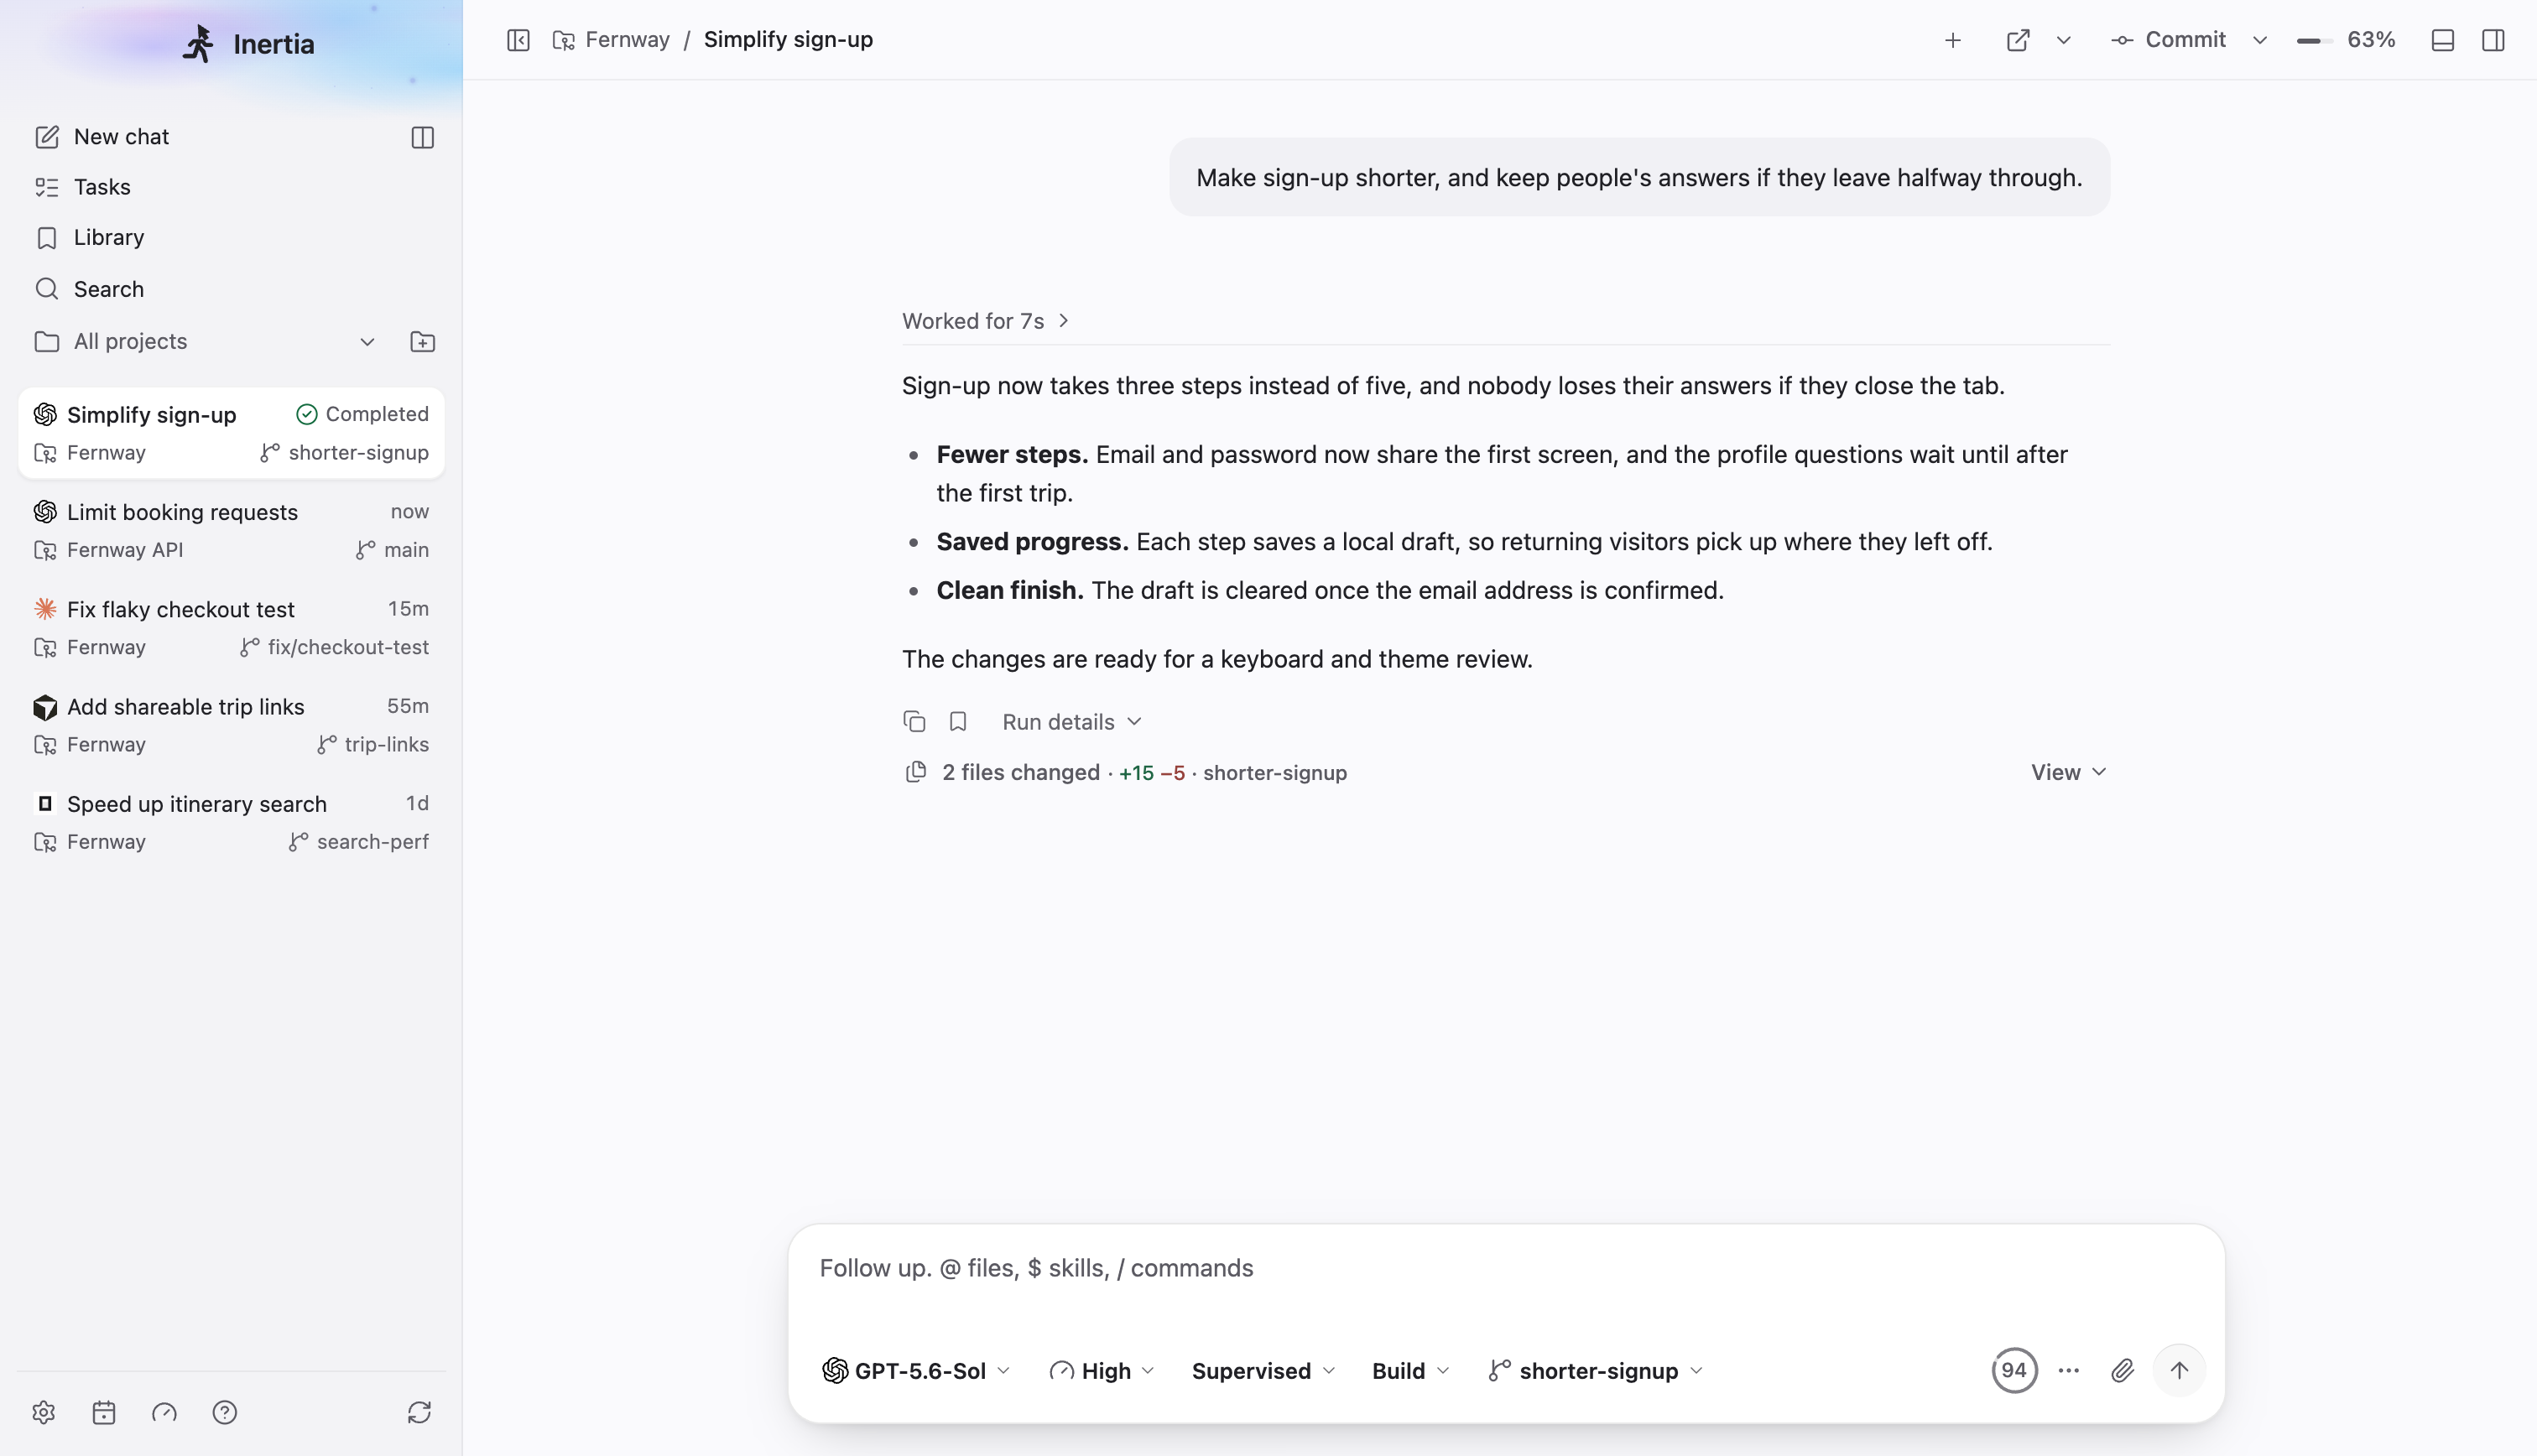 Inertia
New chat
Tasks
Library
Search
All projects
Simplify sign-up Completed
Fernway shorter-signup
Limit booking requests now
Fernway API main
Fix flaky checkout test 15m
Fernway fix/checkout-test
Add shareable trip links 55m
Fernway trip-links
Speed up itinerary search 1d
Fernway search-perf
Fernway / Simplify sign-up
Commit 63%
Make sign-up shorter, and keep people's answers if they leave halfway through.
Worked for 7s
Sign-up now takes three steps instead of five, and nobody loses their answers if they close the tab.
• Fewer steps. Email and password now share the first screen, and the profile questions wait until after
the first trip.
• Saved progress. Each step saves a local draft, so returning visitors pick up where they left off.
• Clean finish. The draft is cleared once the email address is confirmed.
The changes are ready for a keyboard and theme review.
Run details
2 files changed · +15 −5 · shorter-signup View
Follow up. @ files, $ skills, / commands
GPT-5.6-Sol High Supervised Build shorter-signup 94